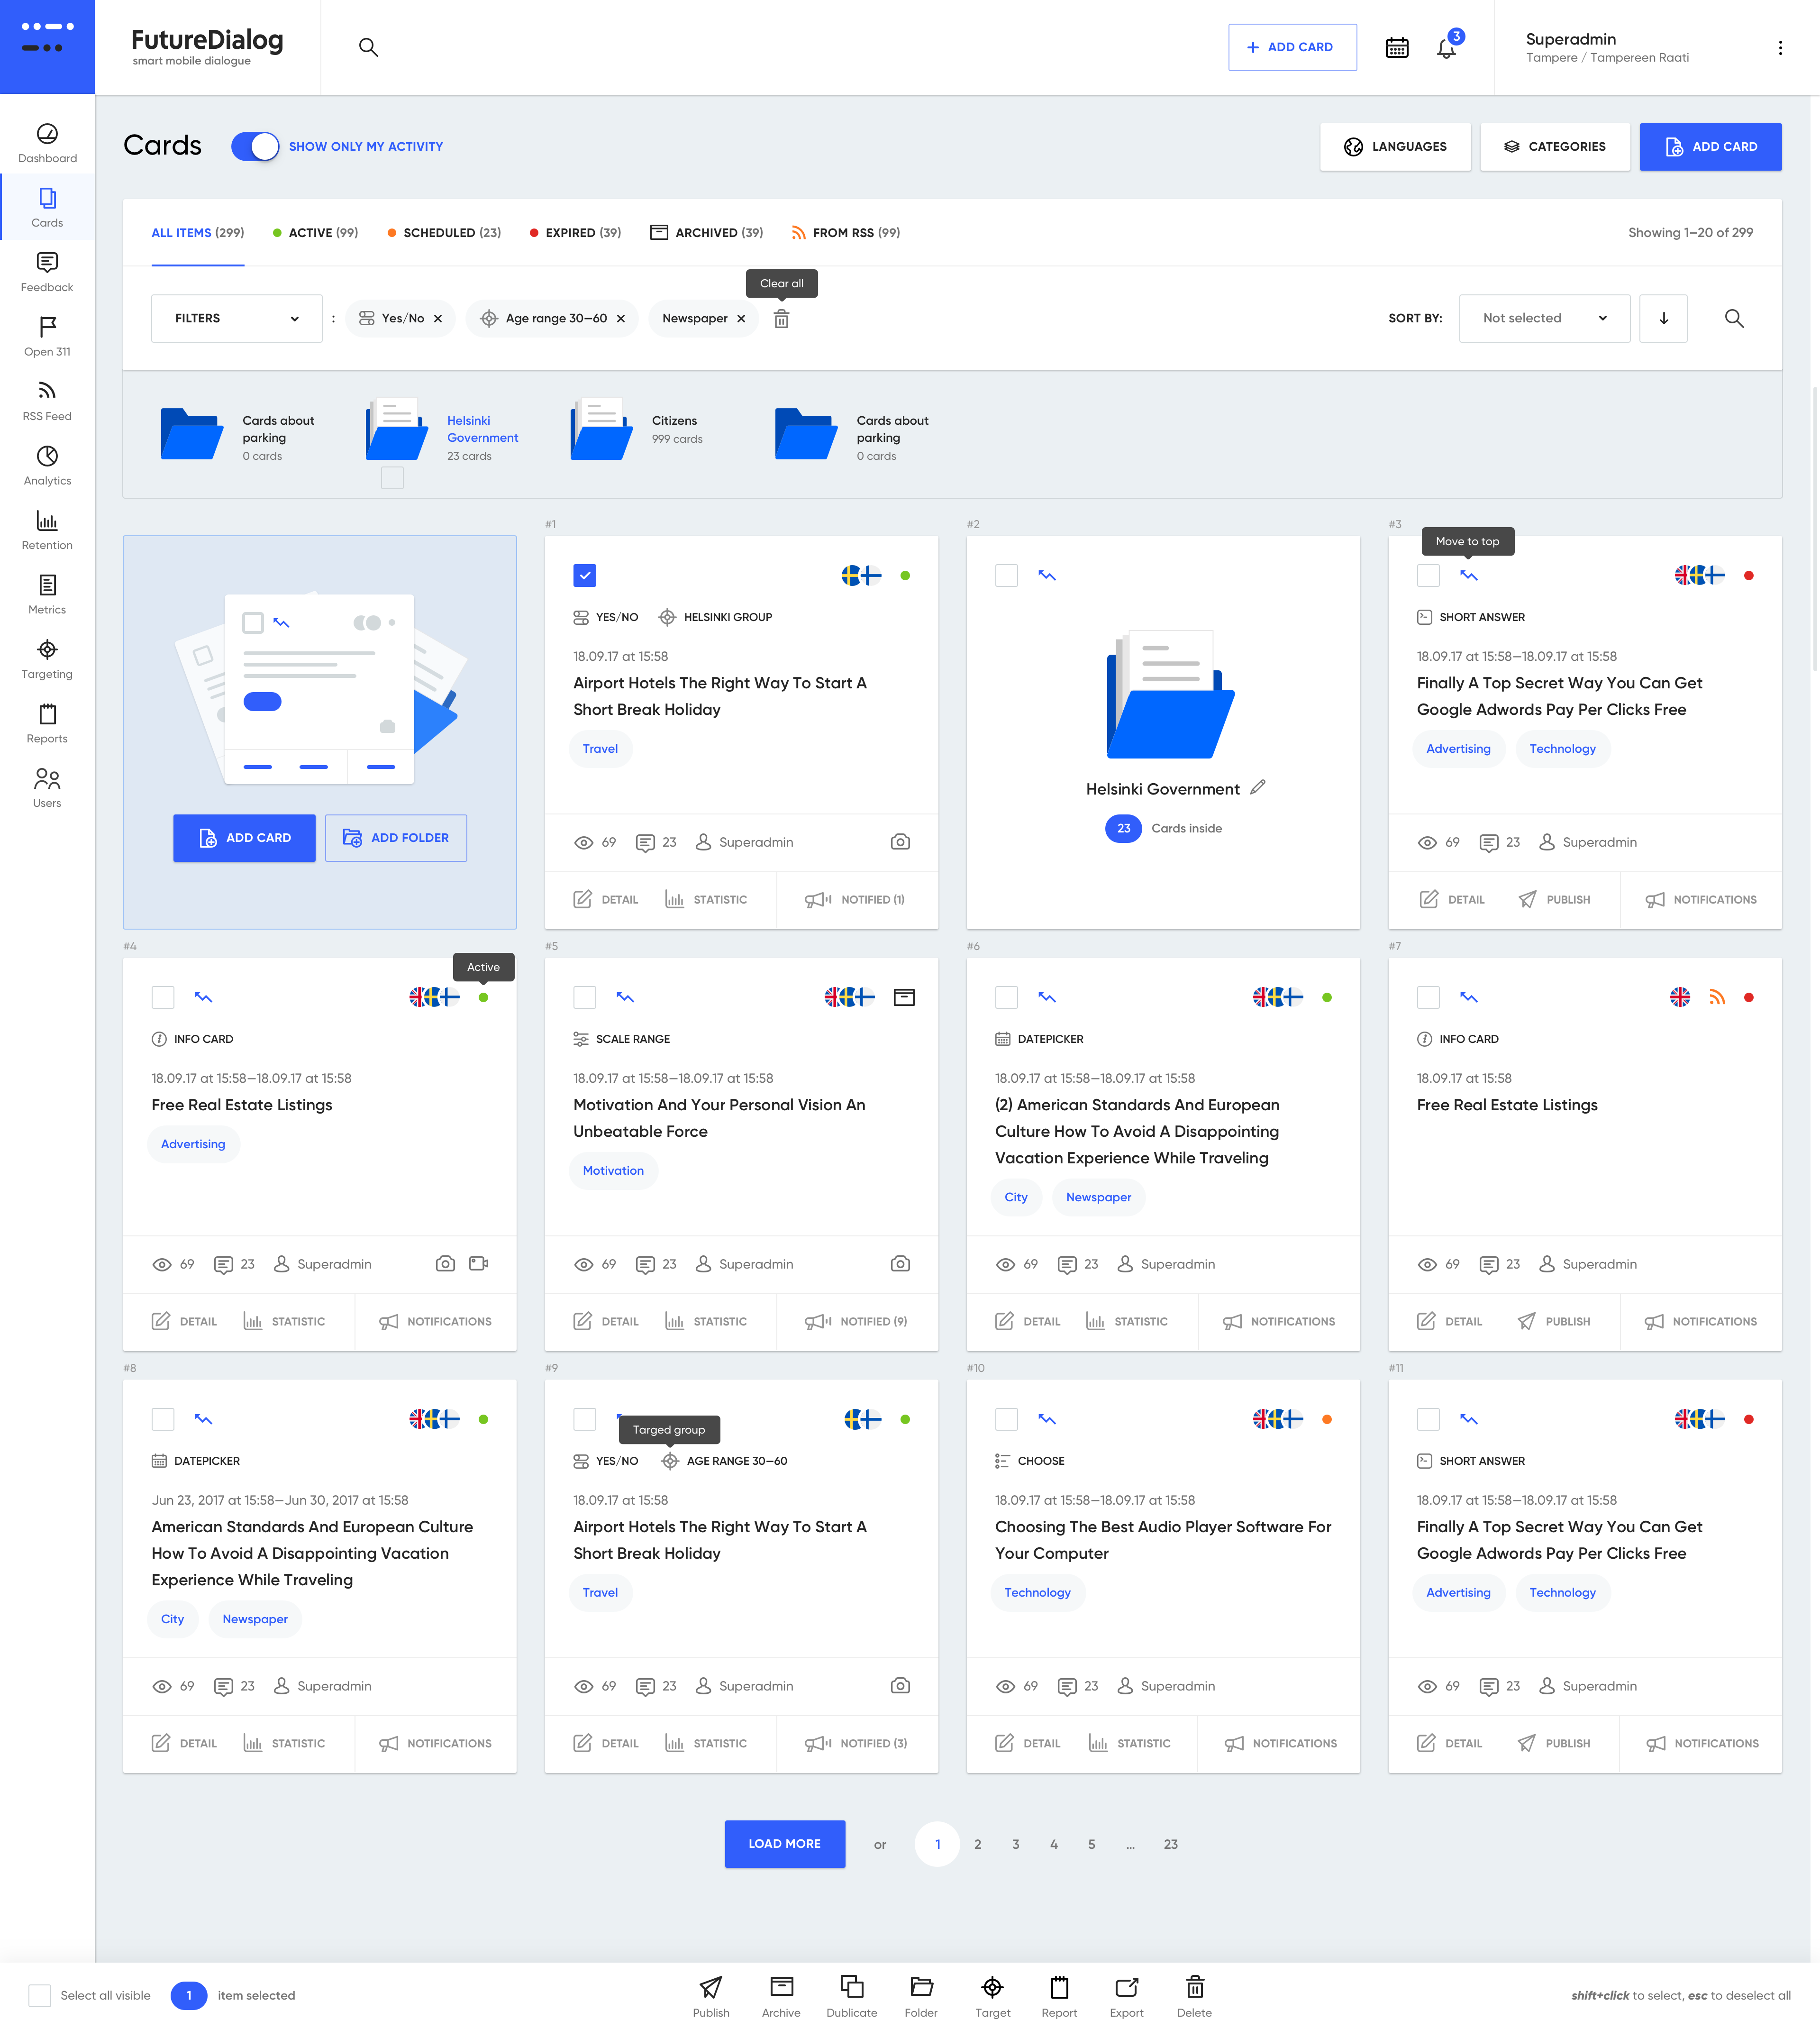 FutureDialog
smart mobile dialogue
+ ADD CARD
3
Superadmin
Tampere / Tampereen Raati
Dashboard
Cards
Feedback
Open 311
RSS Feed
Analytics
Retention
Metrics
Targeting
Reports
Users
Cards
SHOW ONLY MY ACTIVITY
LANGUAGES
CATEGORIES
ADD CARD
ALL ITEMS (299)
ACTIVE (99)
SCHEDULED (23)
EXPIRED (39)
ARCHIVED (39)
FROM RSS (99)
Showing 1–20 of 299
Clear all
FILTERS
:
Yes/No ×
Age range 30–60 ×
Newspaper ×
SORT BY:
Not selected
Cards about
parking
0 cards
Helsinki
Government
23 cards
Citizens
999 cards
Cards about
parking
0 cards
ADD CARD
ADD FOLDER
#1
YES/NO
HELSINKI GROUP
18.09.17 at 15:58
Airport Hotels The Right Way To Start A
Short Break Holiday
Travel
69
23
Superadmin
DETAIL
STATISTIC
NOTIFIED (1)
#2
Helsinki Government
23
Cards inside
#3
Move to top
SHORT ANSWER
18.09.17 at 15:58–18.09.17 at 15:58
Finally A Top Secret Way You Can Get
Google Adwords Pay Per Clicks Free
Advertising
Technology
69
23
Superadmin
DETAIL
PUBLISH
NOTIFICATIONS
#4
Active
INFO CARD
18.09.17 at 15:58–18.09.17 at 15:58
Free Real Estate Listings
Advertising
69
23
Superadmin
DETAIL
STATISTIC
NOTIFICATIONS
#5
SCALE RANGE
18.09.17 at 15:58–18.09.17 at 15:58
Motivation And Your Personal Vision An
Unbeatable Force
Motivation
69
23
Superadmin
DETAIL
STATISTIC
NOTIFIED (9)
#6
DATEPICKER
18.09.17 at 15:58–18.09.17 at 15:58
(2) American Standards And European
Culture How To Avoid A Disappointing
Vacation Experience While Traveling
City
Newspaper
69
23
Superadmin
DETAIL
STATISTIC
NOTIFICATIONS
#7
INFO CARD
18.09.17 at 15:58
Free Real Estate Listings
69
23
Superadmin
DETAIL
PUBLISH
NOTIFICATIONS
#8
DATEPICKER
Jun 23, 2017 at 15:58–Jun 30, 2017 at 15:58
American Standards And European Culture
How To Avoid A Disappointing Vacation
Experience While Traveling
City
Newspaper
69
23
Superadmin
DETAIL
STATISTIC
NOTIFICATIONS
#9
Targed group
YES/NO
AGE RANGE 30–60
18.09.17 at 15:58
Airport Hotels The Right Way To Start A
Short Break Holiday
Travel
69
23
Superadmin
DETAIL
STATISTIC
NOTIFIED (3)
#10
CHOOSE
18.09.17 at 15:58–18.09.17 at 15:58
Choosing The Best Audio Player Software For
Your Computer
Technology
69
23
Superadmin
DETAIL
STATISTIC
NOTIFICATIONS
#11
SHORT ANSWER
18.09.17 at 15:58–18.09.17 at 15:58
Finally A Top Secret Way You Can Get
Google Adwords Pay Per Clicks Free
Advertising
Technology
69
23
Superadmin
DETAIL
PUBLISH
NOTIFICATIONS
LOAD MORE
or
1 2 3 4 5 ... 23
Select all visible
1
item selected
Publish
Archive
Dublicate
Folder
Target
Report
Export
Delete
shift+click to select, esc to deselect all